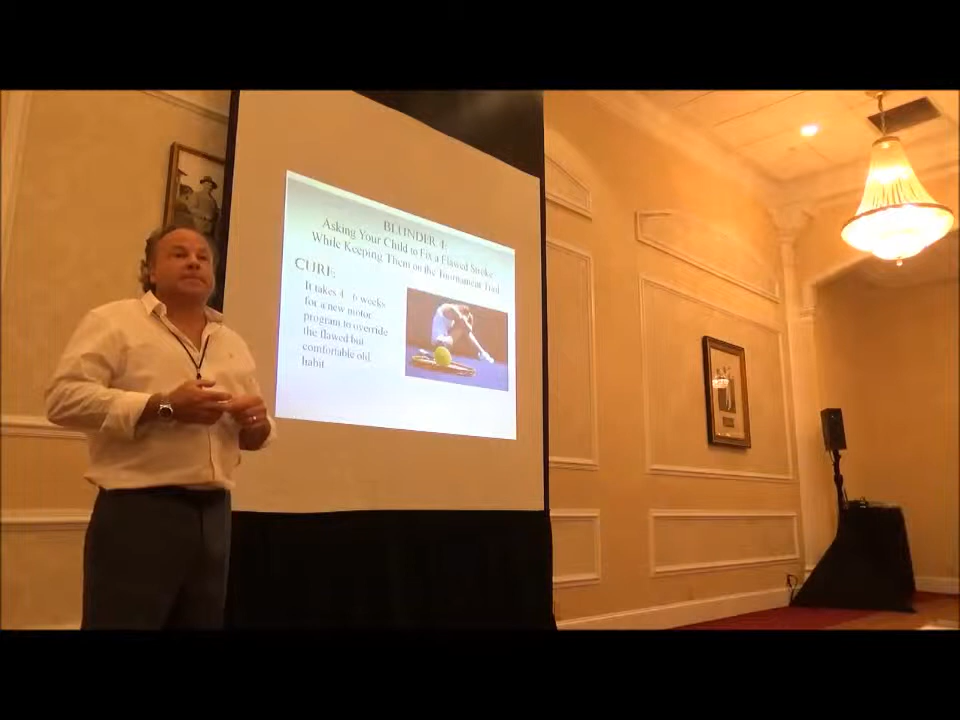 BLUNDER 4:
Asking Your Child to Fix a Flawed Stroke
While Keeping Them on the Tournament Trail
CURE:
It takes 4 - 6 weeks
for a new motor
program to override
the flawed but
comfortable old
habit